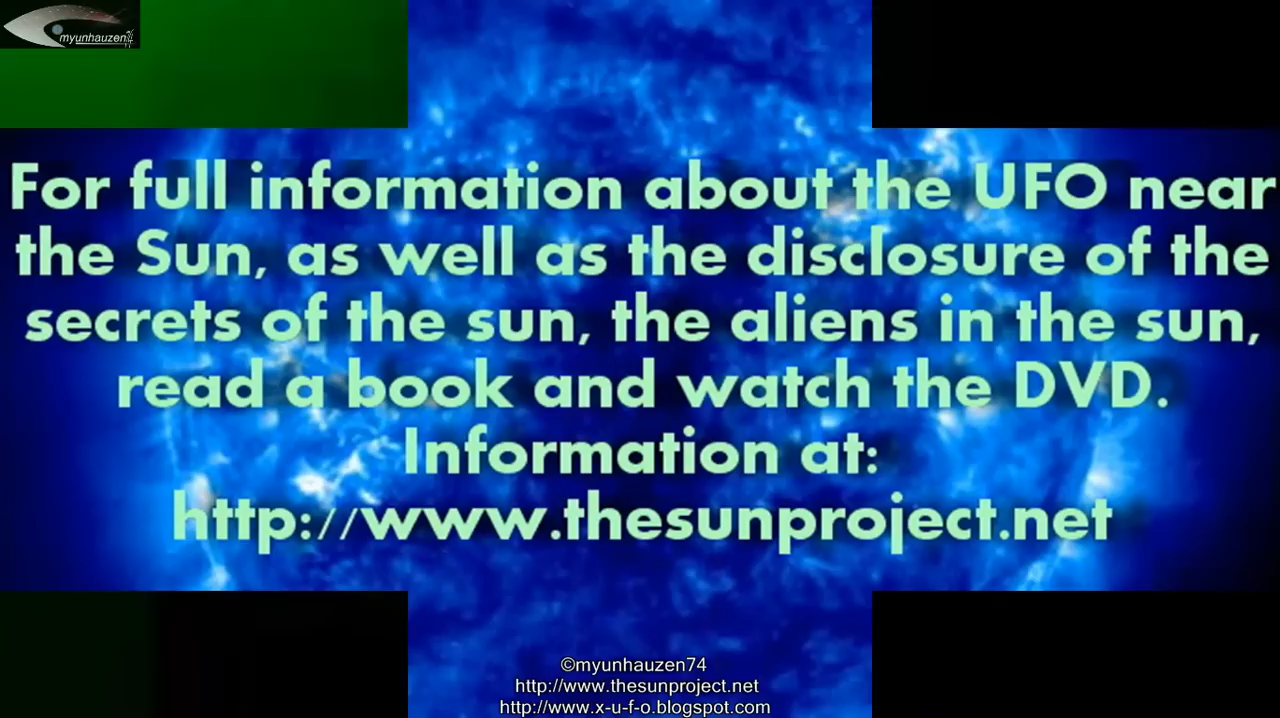 myunhauzen74
For full information about the UFO near
the Sun, as well as the disclosure of the
secrets of the sun, the aliens in the sun,
read a book and watch the DVD.
Information at:
http://www.thesunproject.net
©myunhauzen74
http://www.thesunproject.net
http://www.x-u-f-o.blogspot.com